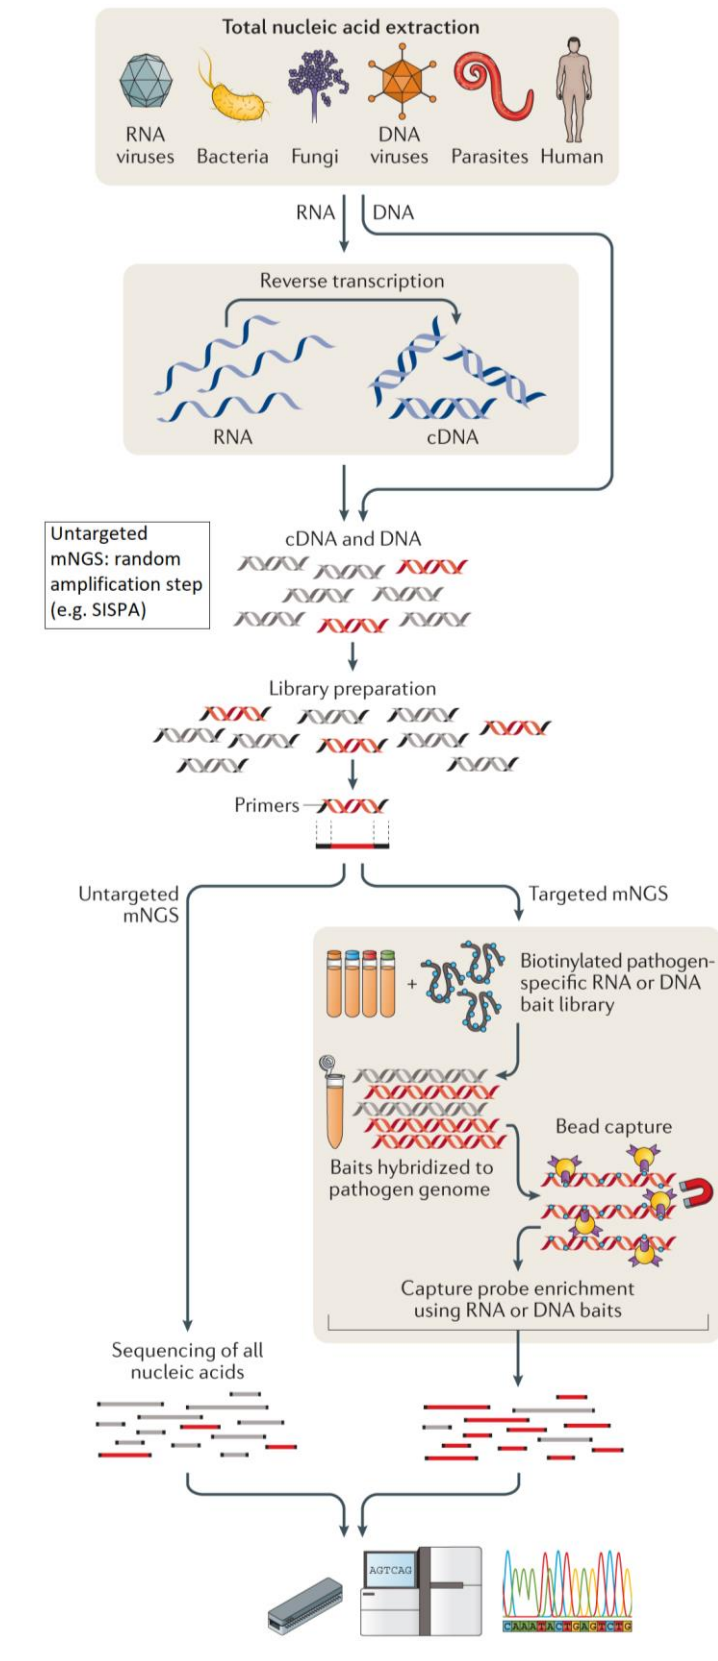 Total nucleic acid extraction
RNA
viruses
Bacteria
Fungi
DNA
viruses
Parasites
Human
RNA
DNA
Reverse transcription
RNA
cDNA
Untargeted
mNGS: random
amplification step
(e.g. SISPA)
cDNA and DNA
Library preparation
Primers
Untargeted
mNGS
Targeted mNGS
+
Biotinylated pathogen-
specific RNA or DNA
bait library
Baits hybridized to
pathogen genome
Bead capture
Capture probe enrichment
using RNA or DNA baits
Sequencing of all
nucleic acids
AGTCAG
CAAATACTGAGTCTG